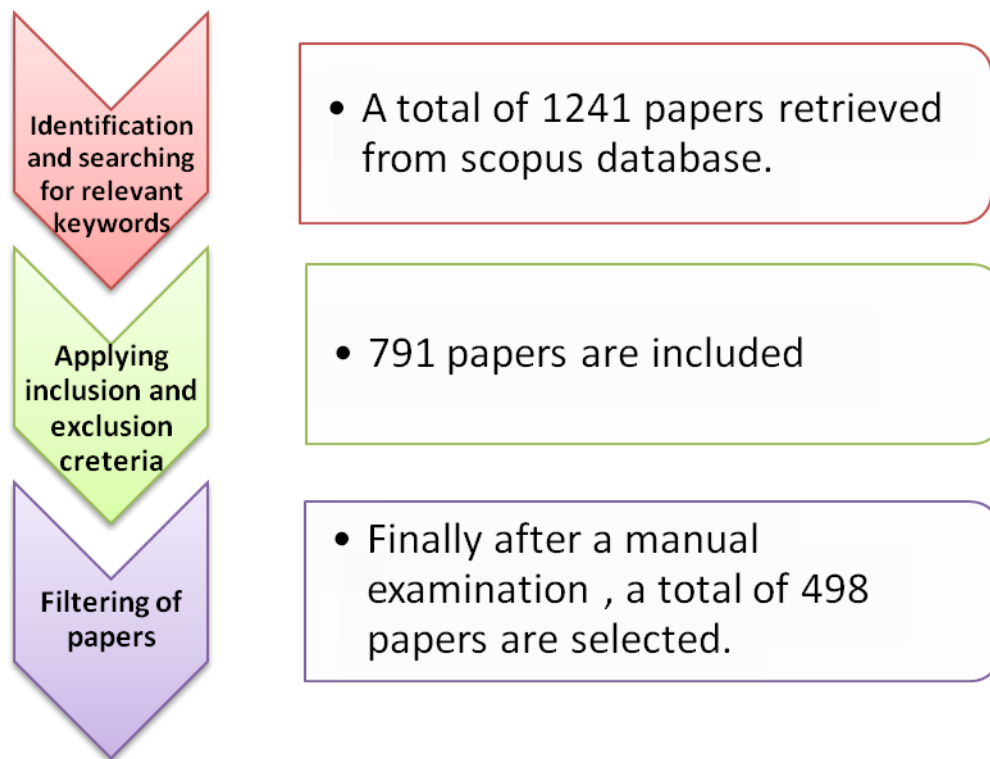 Identification
and searching
for relevant
keywords
• A total of 1241 papers retrieved
from scopus database.
Applying
inclusion and
exclusion
creteria
• 791 papers are included
Filtering of
papers
• Finally after a manual
examination , a total of 498
papers are selected.